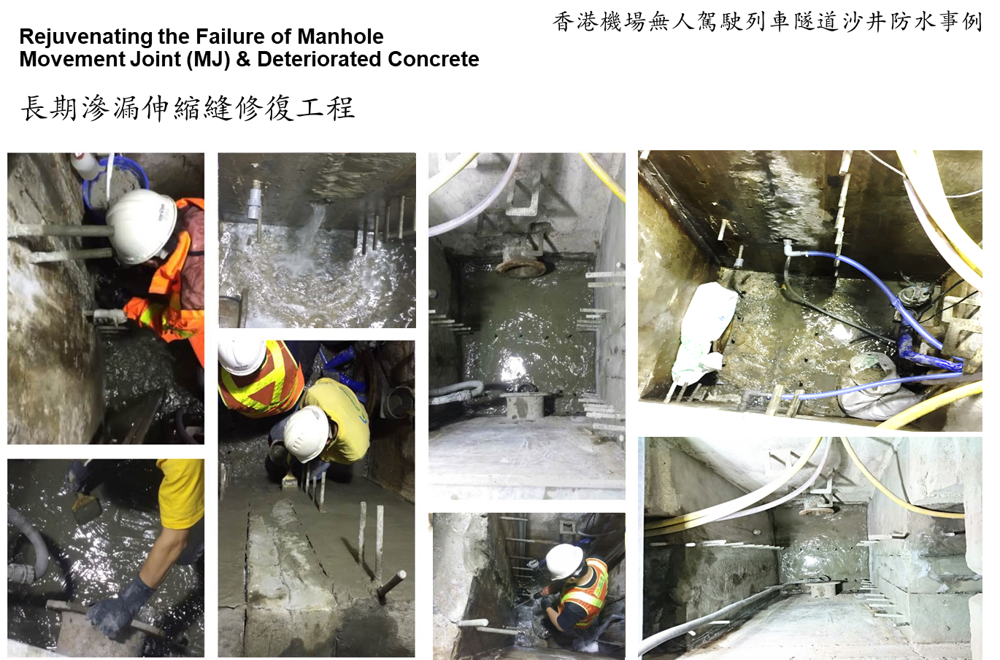 香港機場無人駕駛列車隧道沙井防水事例
Rejuvenating the Failure of Manhole
Movement Joint (MJ) & Deteriorated Concrete
長期滲漏伸縮縫修復工程